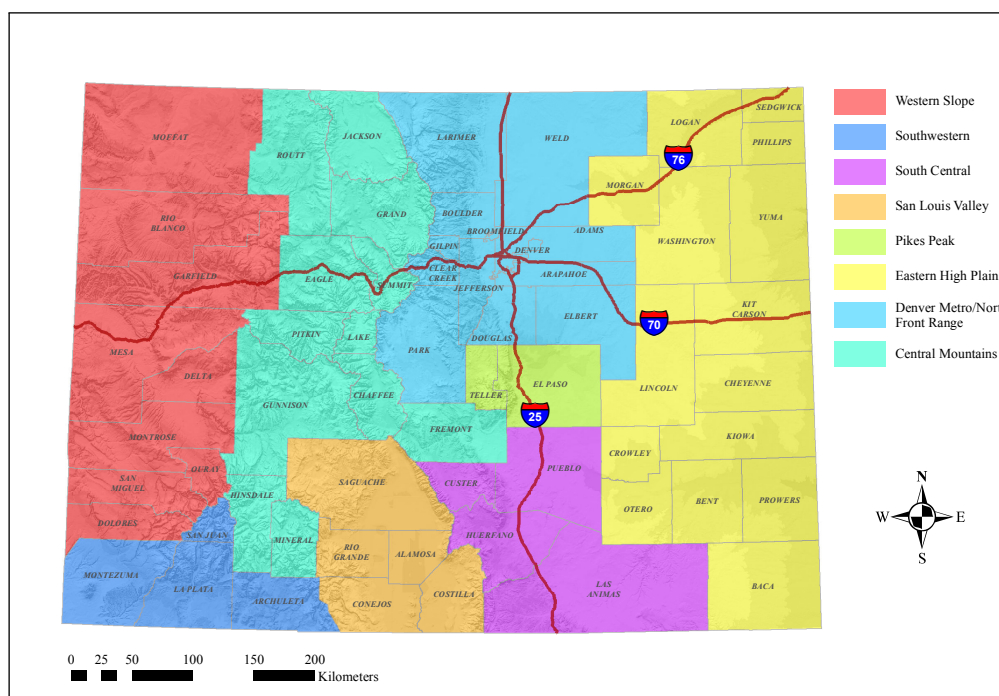 MOFFAT
ROUTT
JACKSON
LARIMER
WELD
LOGAN
SEDGWICK
PHILLIPS
76
MORGAN
RIO
BLANCO
GRAND
BOULDER
BROOMFIELD
ADAMS
WASHINGTON
YUMA
GILPIN
DENVER
GARFIELD
EAGLE
SUMMIT
CLEAR
CREEK
JEFFERSON
ARAPAHOE
KIT
CARSON
70
MESA
PITKIN
LAKE
PARK
DOUGLAS
ELBERT
DELTA
GUNNISON
CHAFFEE
TELLER
EL PASO
LINCOLN
CHEYENNE
25
MONTROSE
FREMONT
KIOWA
OURAY
CROWLEY
SAN
MIGUEL
HINSDALE
SAGUACHE
CUSTER
PUEBLO
OTERO
BENT
PROWERS
DOLORES
SAN JUAN
MINERAL
RIO
GRANDE
ALAMOSA
HUERFANO
MONTEZUMA
LA PLATA
ARCHULETA
CONEJOS
COSTILLA
LAS
ANIMAS
BACA
Western Slope
Southwestern
South Central
San Louis Valley
Pikes Peak
Eastern High Plain
Denver Metro/Nort
Front Range
Central Mountains
N
W
E
S
0 25 50 100 150 200
Kilometers